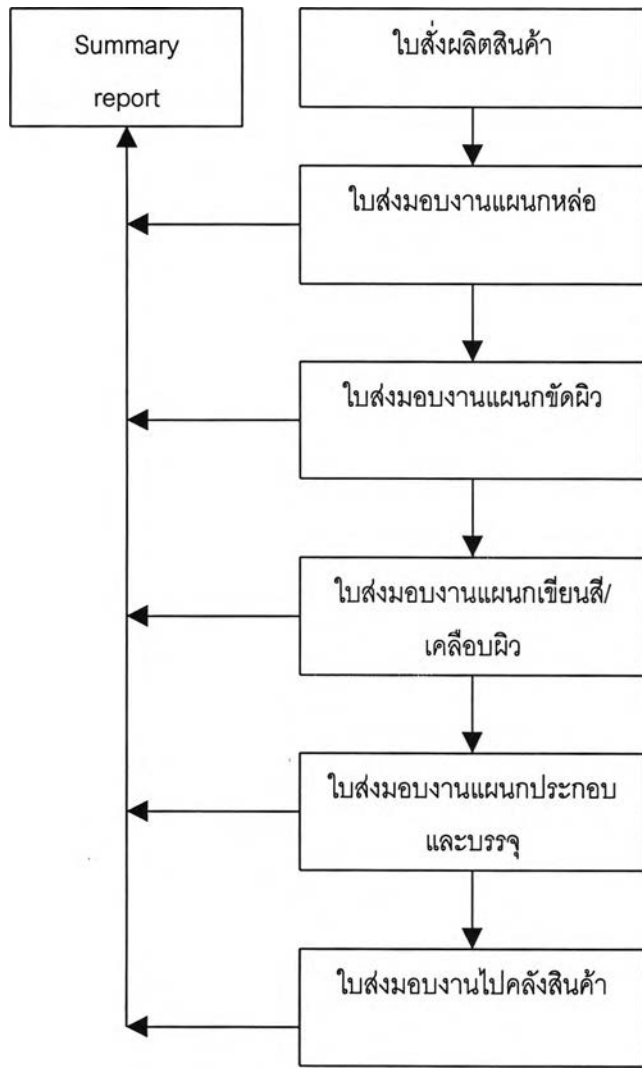 Summary
report
ใบสั่งผลิตสินค้า
ใบส่งมอบงานแผนกหล่อ
ใบส่งมอบงานแผนกขัดผิว
ใบส่งมอบงานแผนกเขียนสี/
เคลือบผิว
ใบส่งมอบงานแผนกประกอบ
และบรรจุ
ใบส่งมอบงานไปคลังสินค้า